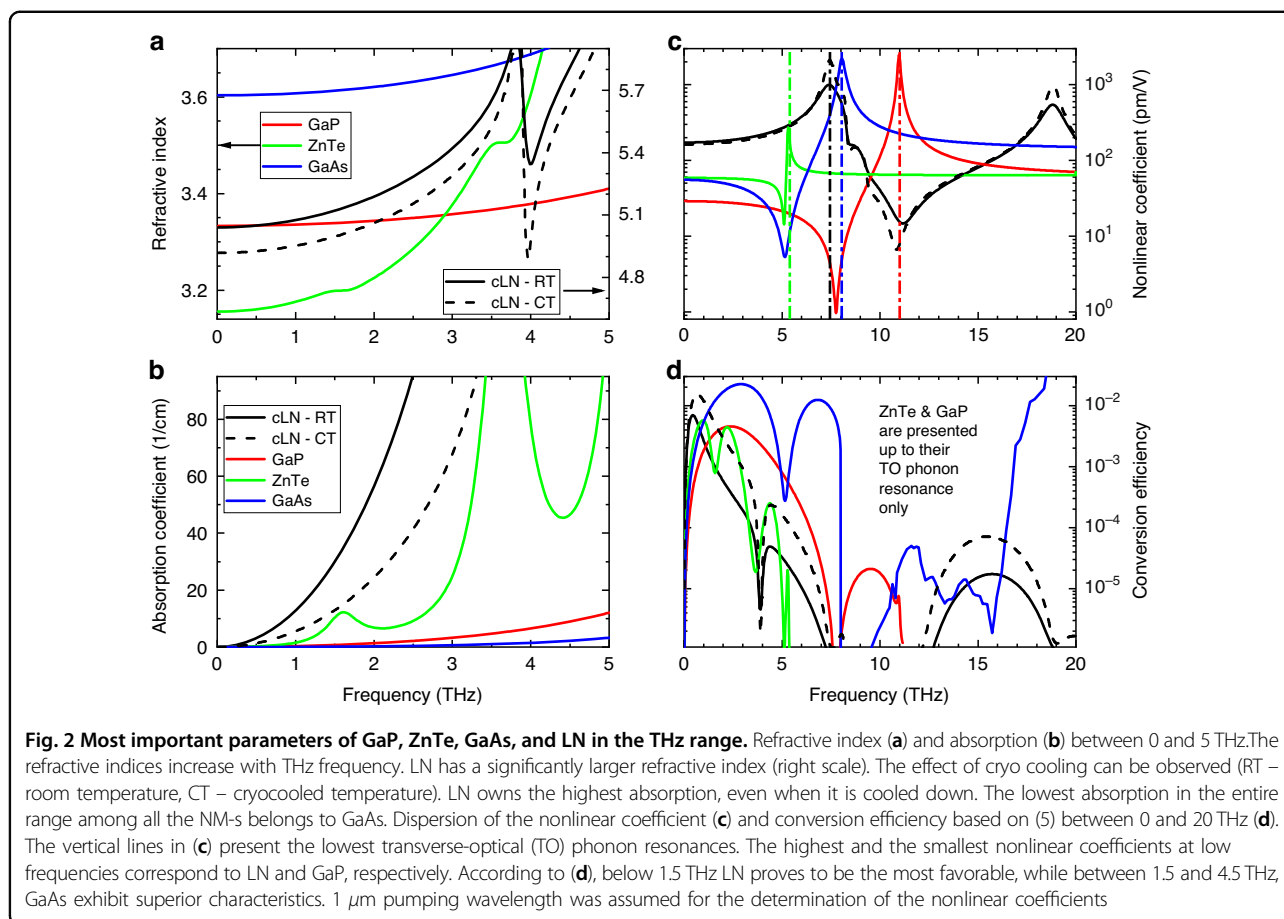 a
3.6
3.4
3.2
Refractive index
GaP
ZnTe
GaAs
cLN - RT
cLN - CT
5.7
5.4
5.1
4.8
0 1 2 3 4 5
b
80
60
40
20
0
Absorption coefficient (1/cm)
cLN - RT
cLN - CT
GaP
ZnTe
GaAs
0 1 2 3 4 5
Frequency (THz)
c
10³
10²
10¹
10⁰
Nonlinear coefficient (pm/V)
0 5 10 15 20
d
ZnTe & GaP
are presented
up to their
TO phonon
resonance
only
10⁻²
10⁻³
10⁻⁴
10⁻⁵
Conversion efficiency
0 5 10 15 20
Frequency (THz)
Fig. 2 Most important parameters of GaP, ZnTe, GaAs, and LN in the THz range. Refractive index (a) and absorption (b) between 0 and 5 THz.The
refractive indices increase with THz frequency. LN has a significantly larger refractive index (right scale). The effect of cryo cooling can be observed (RT –
room temperature, CT – cryocooled temperature). LN owns the highest absorption, even when it is cooled down. The lowest absorption in the entire
range among all the NM-s belongs to GaAs. Dispersion of the nonlinear coefficient (c) and conversion efficiency based on (5) between 0 and 20 THz (d).
The vertical lines in (c) present the lowest transverse-optical (TO) phonon resonances. The highest and the smallest nonlinear coefficients at low
frequencies correspond to LN and GaP, respectively. According to (d), below 1.5 THz LN proves to be the most favorable, while between 1.5 and 4.5 THz,
GaAs exhibit superior characteristics. 1 μm pumping wavelength was assumed for the determination of the nonlinear coefficients